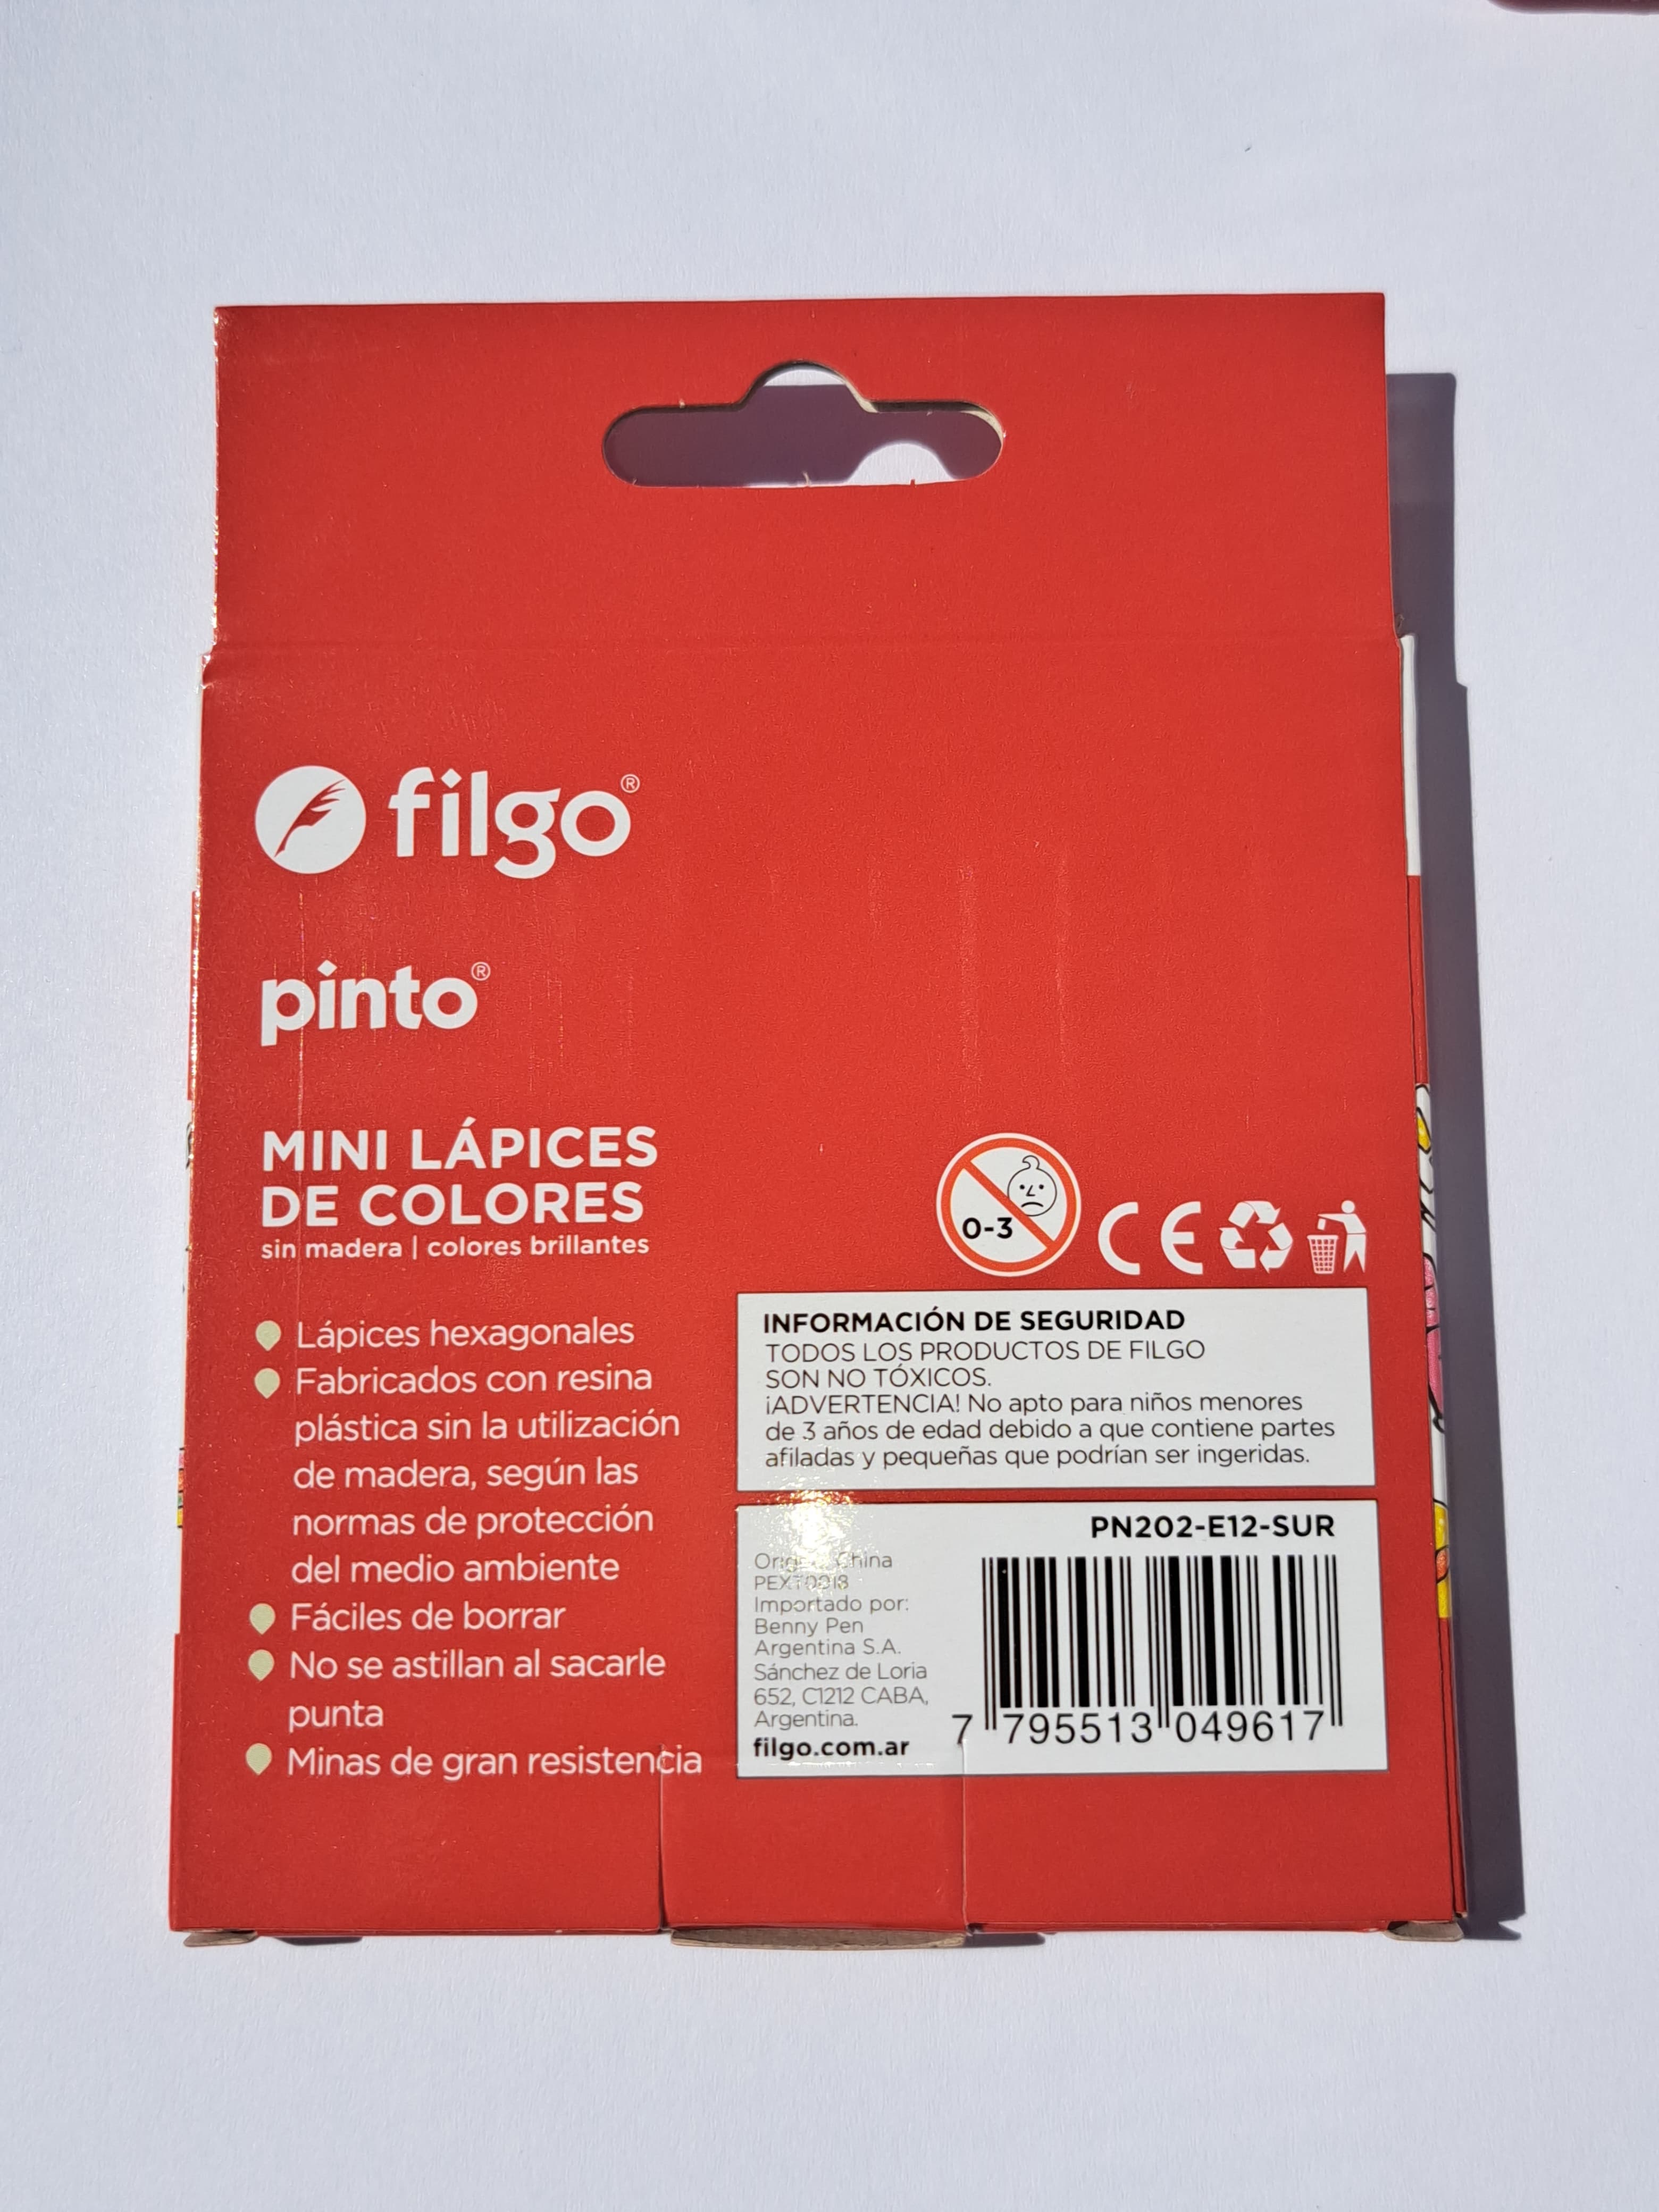 filgo®
pinto®
MINI LÁPICES
DE COLORES
sin madera | colores brillantes
Lápices hexagonales
Fabricados con resina
plástica sin la utilización
de madera, según las
normas de protección
del medio ambiente
Fáciles de borrar
No se astillan al sacarle
punta
Minas de gran resistencia
0-3
CE
INFORMACIÓN DE SEGURIDAD
TODOS LOS PRODUCTOS DE FILGO
SON NO TÓXICOS.
¡ADVERTENCIA! No apto para niños menores
de 3 años de edad debido a que contiene partes
afiladas y pequeñas que podrían ser ingeridas.
PN202-E12-SUR
China
Importado por:
Benny Pen
Argentina S.A.
Sánchez de Loria
652, C1212 CABA,
Argentina.
filgo.com.ar
7 795513 049617